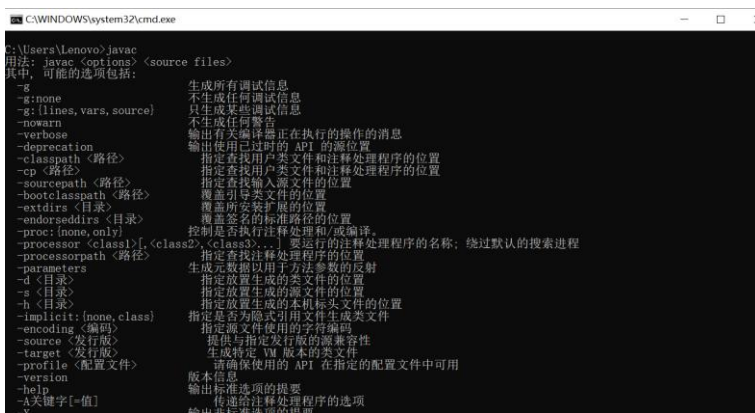 C:\WINDOWS\system32\cmd.exe
C:\Users\Lenovo>javac
用法: javac <options> <source files>
其中, 可能的选项包括:
-g 生成所有调试信息
-g:none 不生成任何调试信息
-g:{lines,vars,source} 只生成某些调试信息
-nowarn 不生成任何警告
-verbose 输出有关编译器正在执行的操作的消息
-deprecation 输出使用已过时的 API 的源位置
-classpath <路径> 指定查找用户类文件和注释处理程序的位置
-cp <路径> 指定查找用户类文件和注释处理程序的位置
-sourcepath <路径> 指定查找输入源文件的位置
-bootclasspath <路径> 覆盖引导类文件的位置
-extdirs <目录> 覆盖所安装扩展的位置
-endorseddirs <目录> 覆盖签名的标准路径的位置
-proc:{none,only} 控制是否执行注释处理和/或编译。
-processor <class1>[,<class2>,<class3>...] 要运行的注释处理程序的名称; 绕过默认的搜索进程
-processorpath <路径> 指定查找注释处理程序的位置
-parameters 生成元数据以用于方法参数的反射
-d <目录> 指定放置生成的类文件的位置
-s <目录> 指定放置生成的源文件的位置
-h <目录> 指定放置生成的本机标头文件的位置
-implicit:{none,class} 指定是否为隐式引用文件生成类文件
-encoding <编码> 指定源文件使用的字符编码
-source <发行版> 提供与指定发行版的源兼容性
-target <发行版> 生成特定 VM 版本的类文件
-profile <配置文件> 请确保使用的 API 在指定的配置文件中可用
-version 版本信息
-help 输出标准选项的提要
-A关键字[=值] 传递给注释处理程序的选项
-X 输出非标准选项的提要